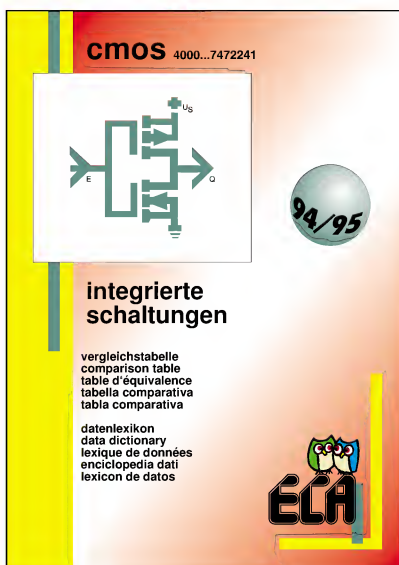 cmos 4000...7472241
US
E
Q
94/95
integrierte
schaltungen
vergleichstabelle
comparison table
table d'équivalence
tabella comparativa
tabla comparativa
datenlexikon
data dictionary
lexique de données
enciclopedia dati
lexicon de datos
ECA